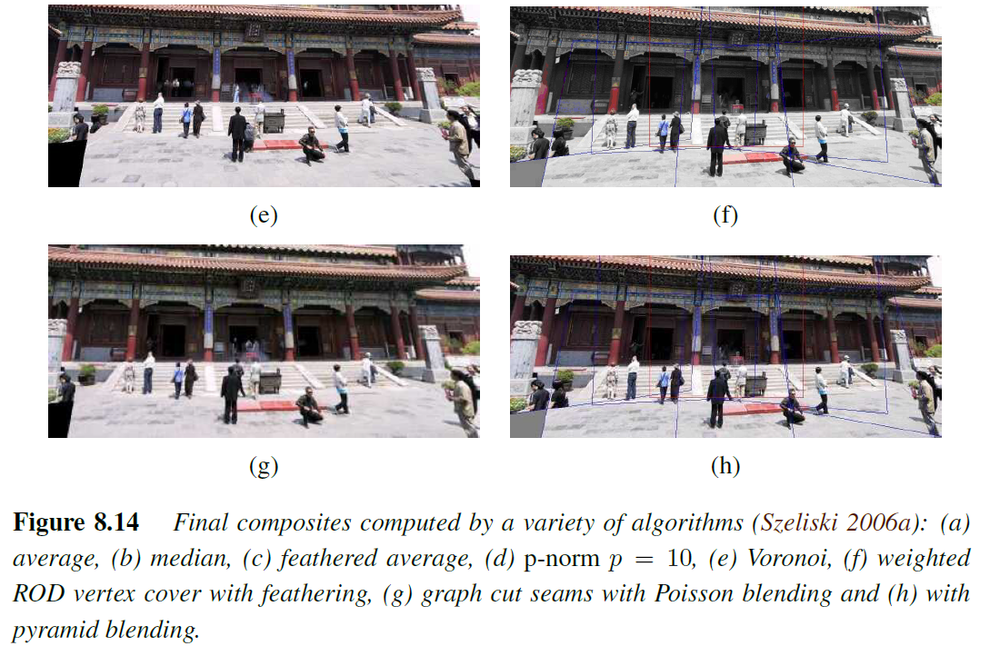 (e)
(f)
(g)
(h)
Figure 8.14 Final composites computed by a variety of algorithms (Szeliski 2006a): (a)
average, (b) median, (c) feathered average, (d) p-norm p = 10, (e) Voronoi, (f) weighted
ROD vertex cover with feathering, (g) graph cut seams with Poisson blending and (h) with
pyramid blending.